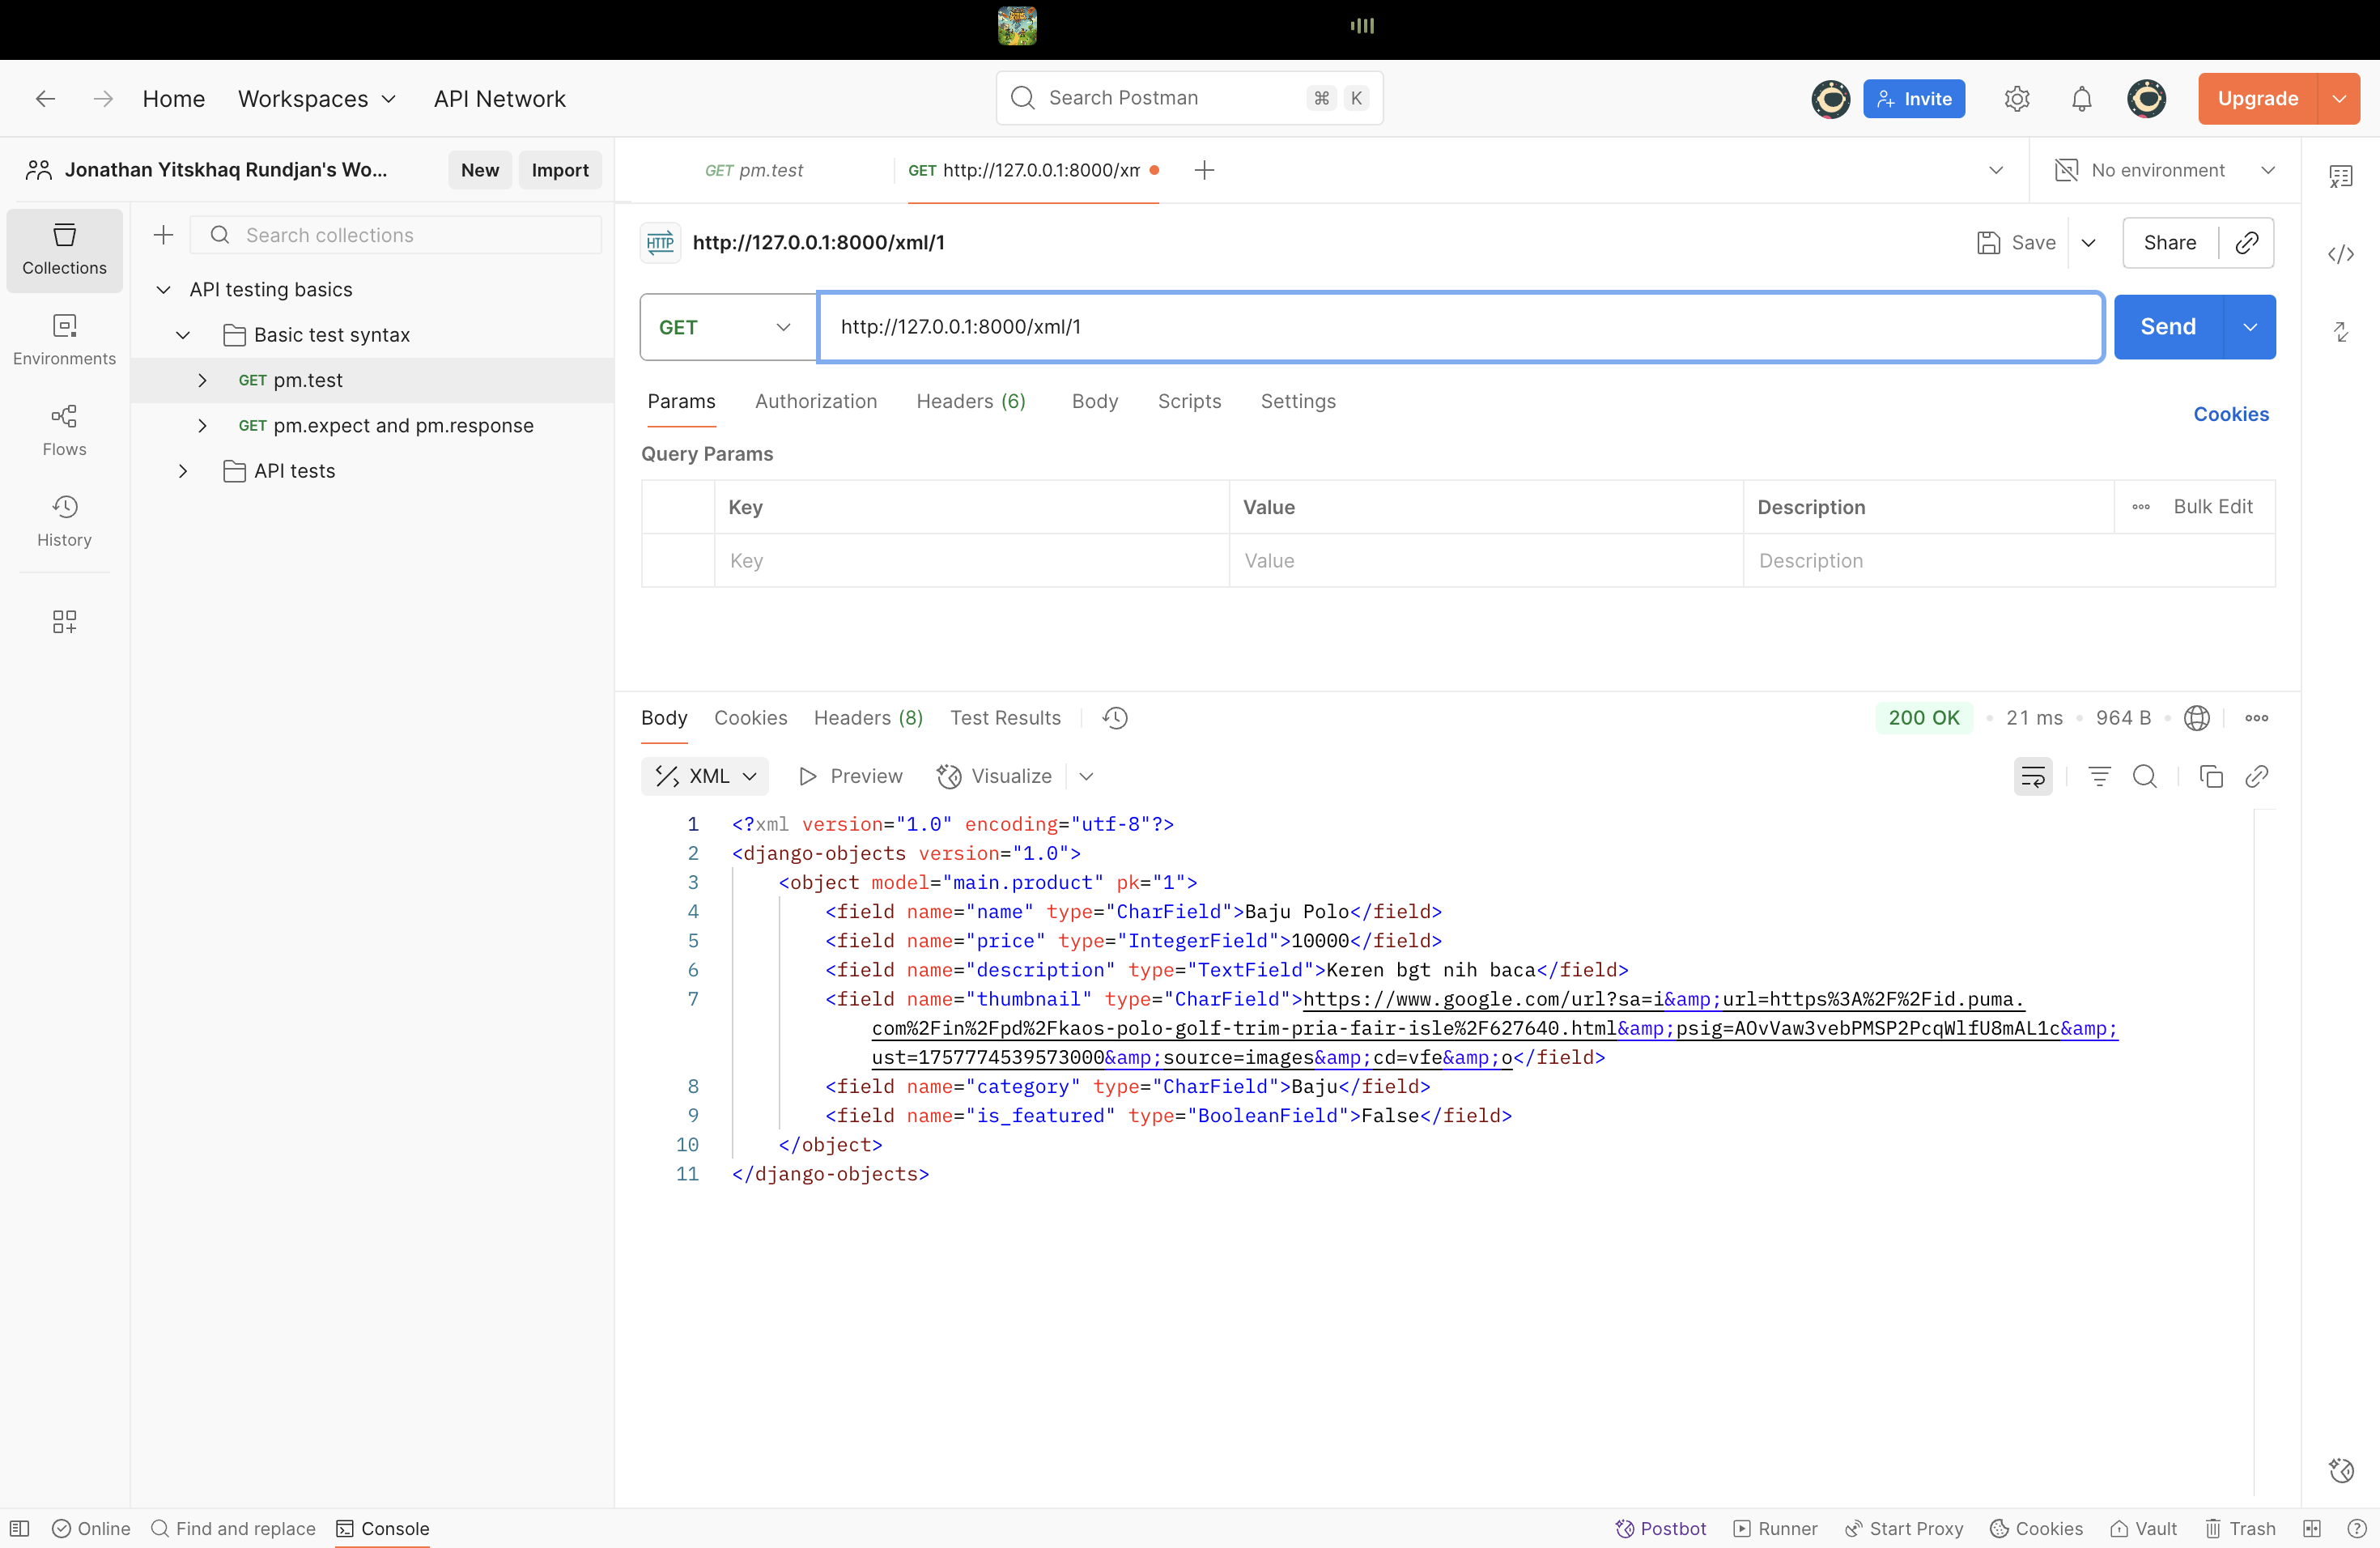 Home Workspaces API Network Search Postman ⌘ K Invite Upgrade
Jonathan Yitskhaq Rundjan's Wo... New Import
GET pm.test GET http://127.0.0.1:8000/xm No environment
Collections
Environments
Flows
History
Search collections
API testing basics
Basic test syntax
GET pm.test
GET pm.expect and pm.response
API tests
HTTP http://127.0.0.1:8000/xml/1 Save Share
GET http://127.0.0.1:8000/xml/1 Send
Params Authorization Headers (6) Body Scripts Settings Cookies
Query Params
Key Value Description Bulk Edit
Key Value Description
Body Cookies Headers (8) Test Results 200 OK • 21 ms • 964 B •
XML Preview Visualize
1 <?xml version="1.0" encoding="utf-8"?>
2 <django-objects version="1.0">
3 <object model="main.product" pk="1">
4 <field name="name" type="CharField">Baju Polo</field>
5 <field name="price" type="IntegerField">10000</field>
6 <field name="description" type="TextField">Keren bgt nih baca</field>
7 <field name="thumbnail" type="CharField">https://www.google.com/url?sa=i&amp;url=https%3A%2F%2Fid.puma.
com%2Fin%2Fpd%2Fkaos-polo-golf-trim-pria-fair-isle%2F627640.html&amp;psig=AOvVaw3vebPMSP2PcqWlfU8mAL1c&amp;
ust=1757774539573000&amp;source=images&amp;cd=vfe&amp;o</field>
8 <field name="category" type="CharField">Baju</field>
9 <field name="is_featured" type="BooleanField">False</field>
10 </object>
11 </django-objects>
Online Find and replace Console Postbot Runner Start Proxy Cookies Vault Trash